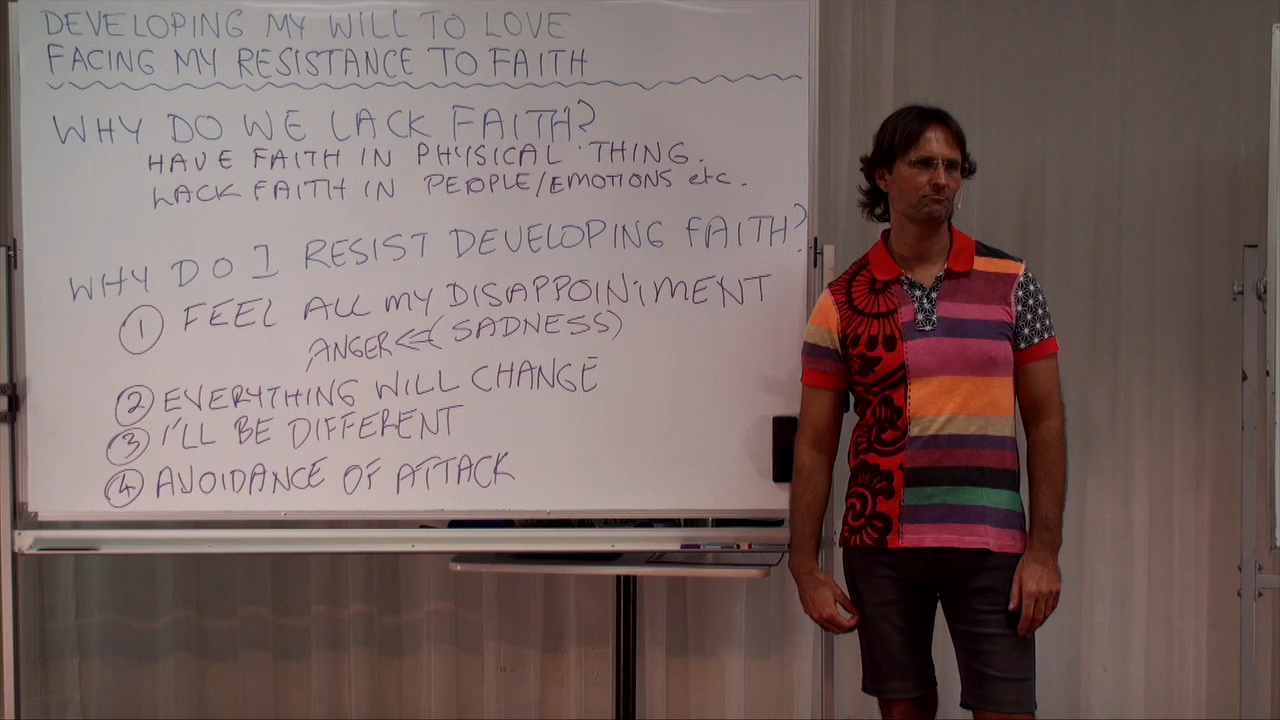 DEVELOPING MY WILL TO LOVE
FACING MY RESISTANCE TO FAITH
WHY DO WE LACK FAITH?
HAVE FAITH IN PHYSICAL THING.
LACK FAITH IN PEOPLE/EMOTIONS etc.
WHY DO I RESIST DEVELOPING FAITH?
① FEEL ALL MY DISAPPOINTMENT
ANGER <= (SADNESS)
② EVERYTHING WILL CHANGE
③ I'LL BE DIFFERENT
④ AVOIDANCE OF ATTACK